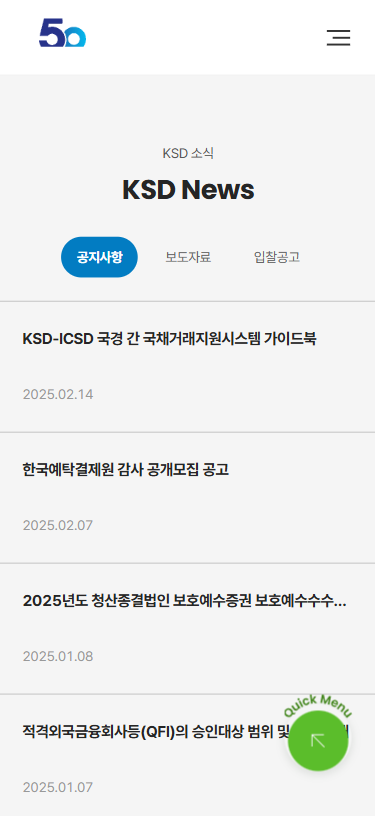 50
KSD 소식
KSD News
공지사항 보도자료 입찰공고
KSD-ICSD 국경 간 국채거래지원시스템 가이드북
2025.02.14
한국예탁결제원 감사 공개모집 공고
2025.02.07
2025년도 청산종결법인 보호예수증권 보호예수수수...
2025.01.08
적격외국금융회사등(QFI)의 승인대상 범위 및
Quick Menu
2025.01.07